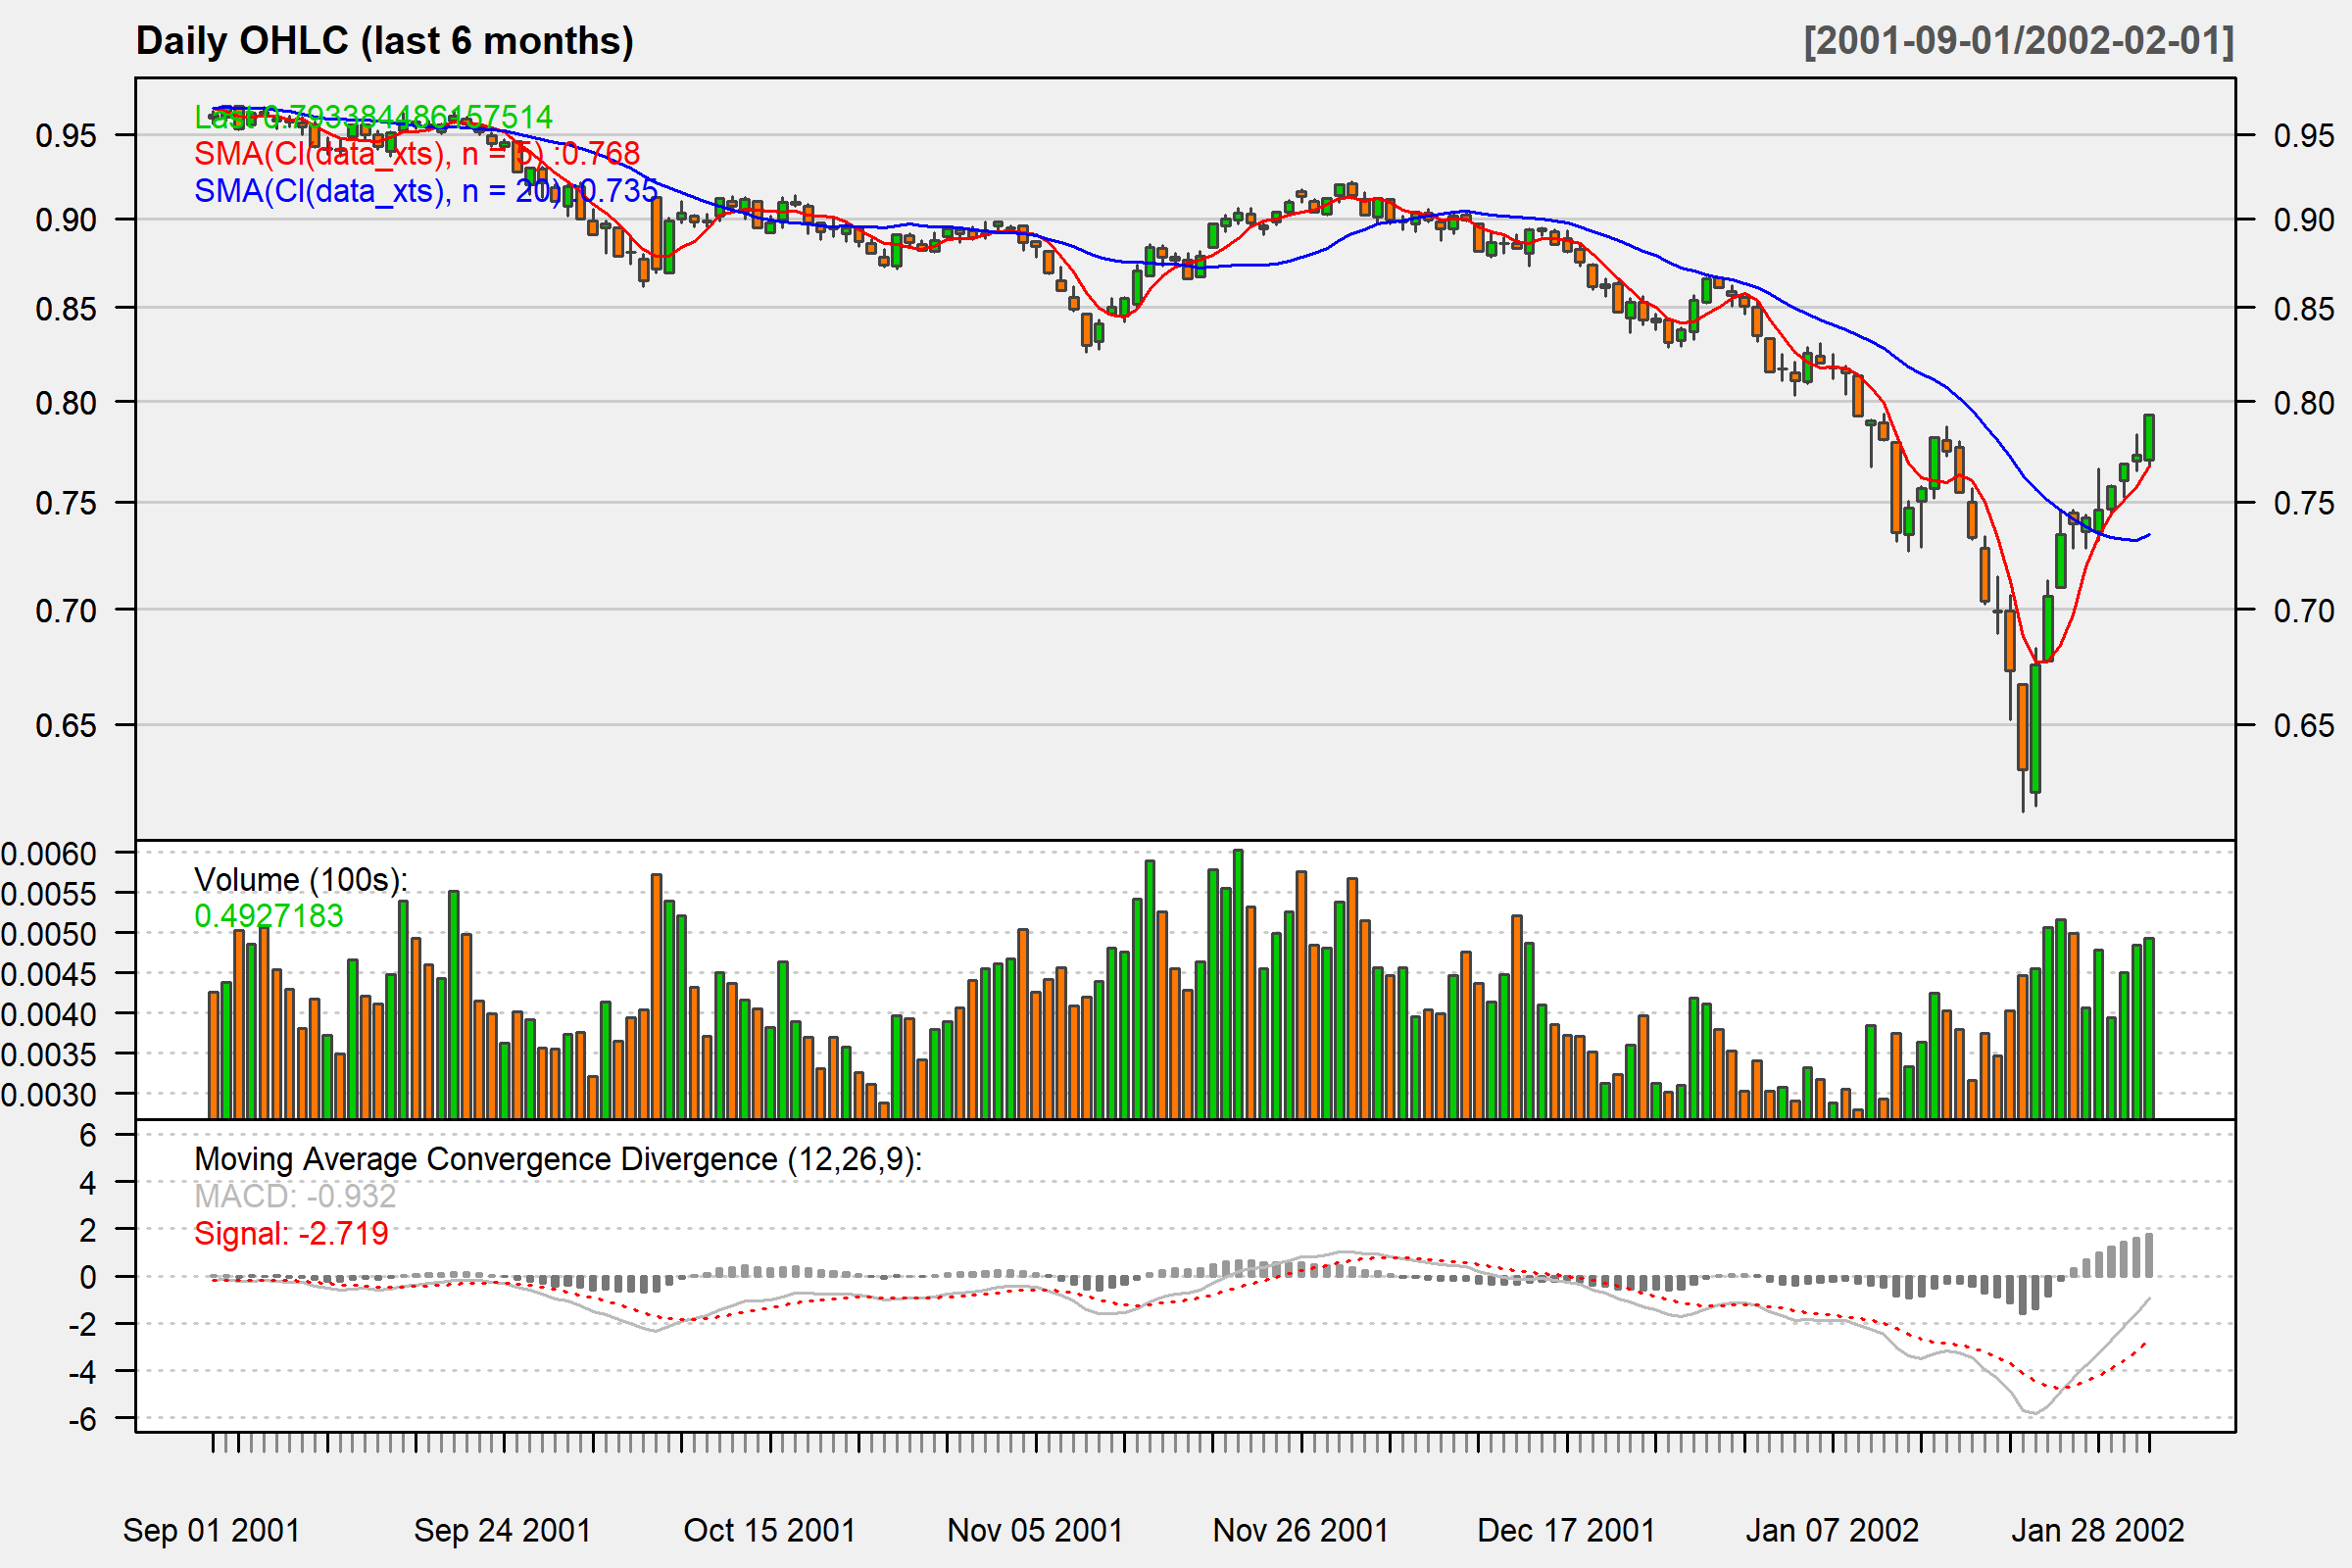 Daily OHLC (last 6 months) [2001-09-01/2002-02-01]
Last 0.793384486157514
SMA(Cl(data_xts), n = 5) :0.768
SMA(Cl(data_xts), n = 20) :0.735
0.95 0.95
0.90 0.90
0.85 0.85
0.80 0.80
0.75 0.75
0.70 0.70
0.65 0.65
Volume (100s):
0.4927183
0.0060
0.0055
0.0050
0.0045
0.0040
0.0035
0.0030
Moving Average Convergence Divergence (12,26,9):
MACD: -0.932
Signal: -2.719
6
4
2
0
-2
-4
-6
Sep 01 2001 Sep 24 2001 Oct 15 2001 Nov 05 2001 Nov 26 2001 Dec 17 2001 Jan 07 2002 Jan 28 2002